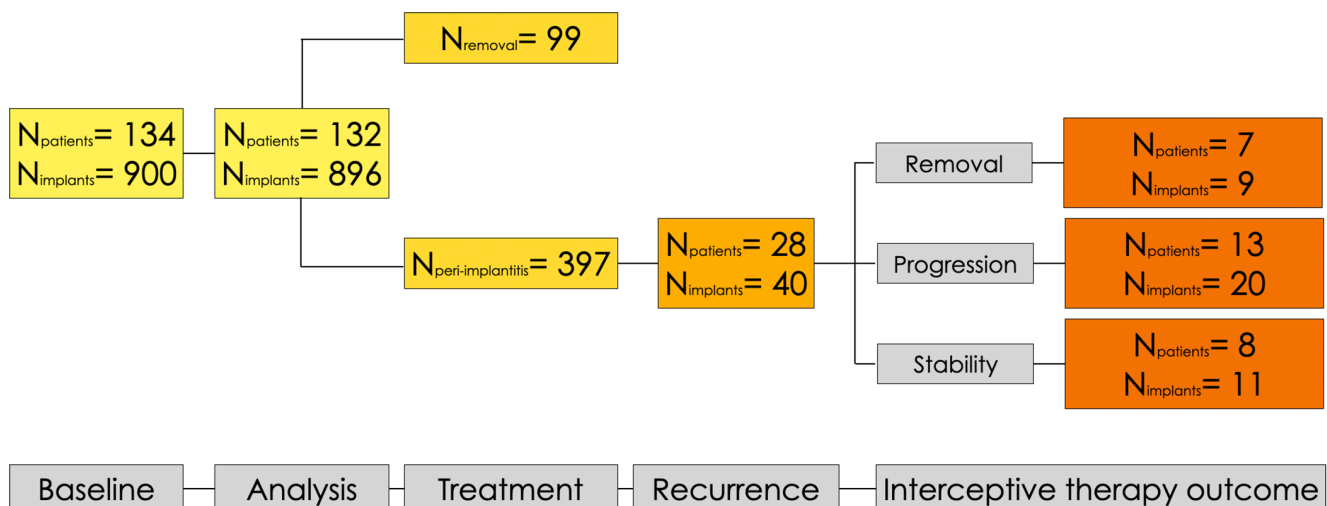 Nremoval= 99
Npatients= 134
Nimplants= 900
Npatients= 132
Nimplants= 896
Nperi-implantitis= 397
Npatients= 28
Nimplants= 40
Removal
Npatients= 7
Nimplants= 9
Progression
Npatients= 13
Nimplants= 20
Stability
Npatients= 8
Nimplants= 11
Baseline
Analysis
Treatment
Recurrence
Interceptive therapy outcome